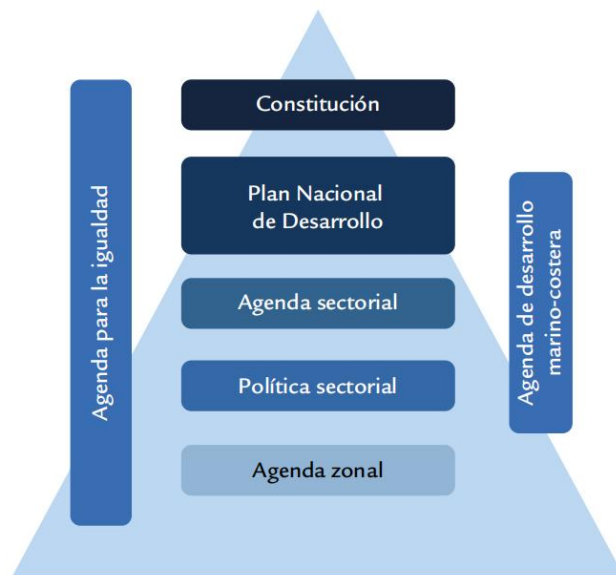 Constitución
Plan Nacional
de Desarrollo
Agenda sectorial
Política sectorial
Agenda zonal
Agenda para la igualdad
Agenda de desarrollo
marino-costera